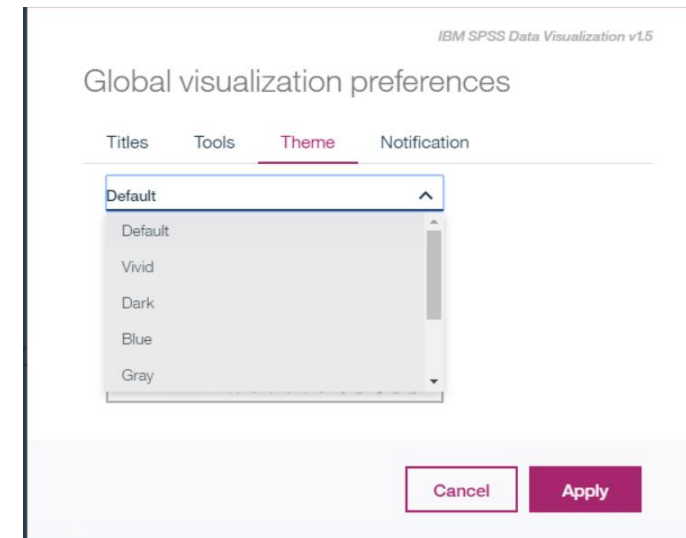 IBM SPSS Data Visualization v1.5
Global visualization preferences
Titles Tools Theme Notification
Default
Default
Vivid
Dark
Blue
Gray
Cancel Apply